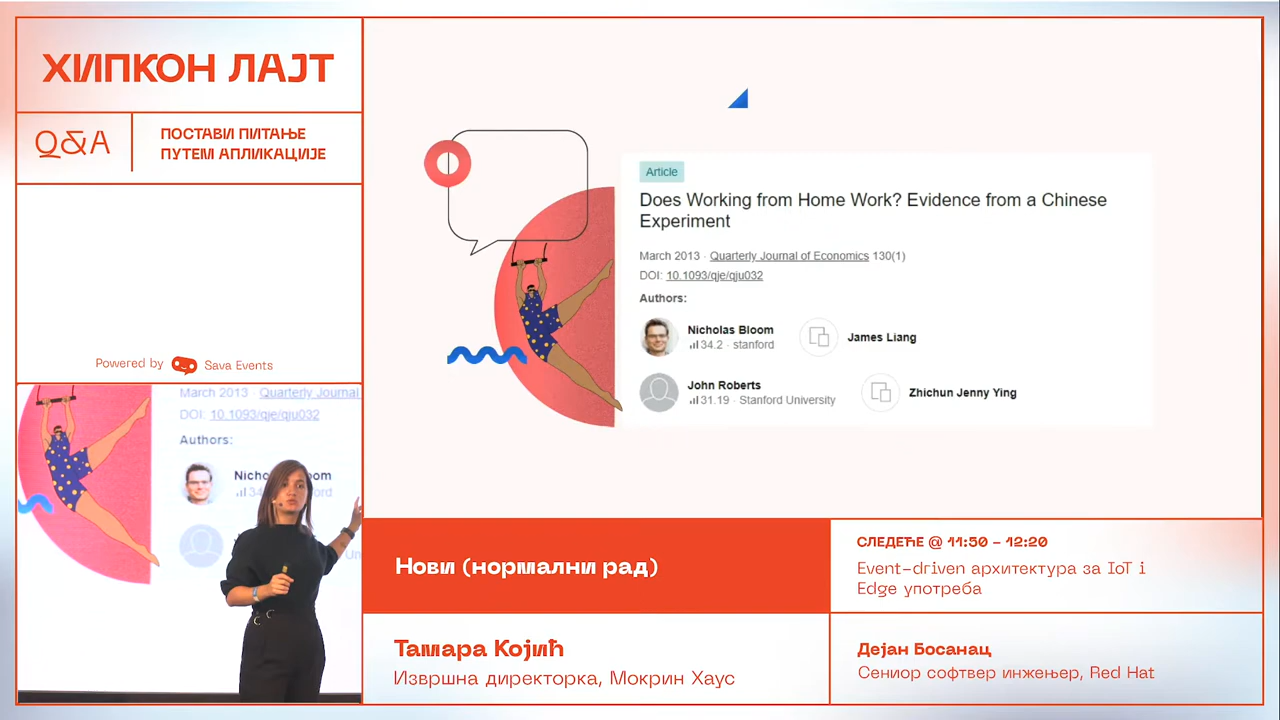 ХИПКОН ЛАЈТ
Q&A
ПОСТАВИ ПИТАЊЕ
ПУТЕМ АПЛИКАЦИЈЕ
Powered by Sava Events
Article
Does Working from Home Work? Evidence from a Chinese
Experiment
March 2013 · Quarterly Journal of Economics 130(1)
DOI: 10.1093/qje/qju032
Authors:
Nicholas Bloom
34.2 · stanford
James Liang
John Roberts
31.19 · Stanford University
Zhichun Jenny Ying
March 2013 · Quarterly Journal
DOI: 10.1093/qje/qju032
Authors:
Нови (нормални рад)
Тамара Којић
Извршна директорка, Мокрин Хаус
СЛЕДЕЋЕ @ 11:50 - 12:20
Event-driven архитектура за IoT i
Edge употреба
Дејан Босанац
Сениор софтвер инжењер, Red Hat